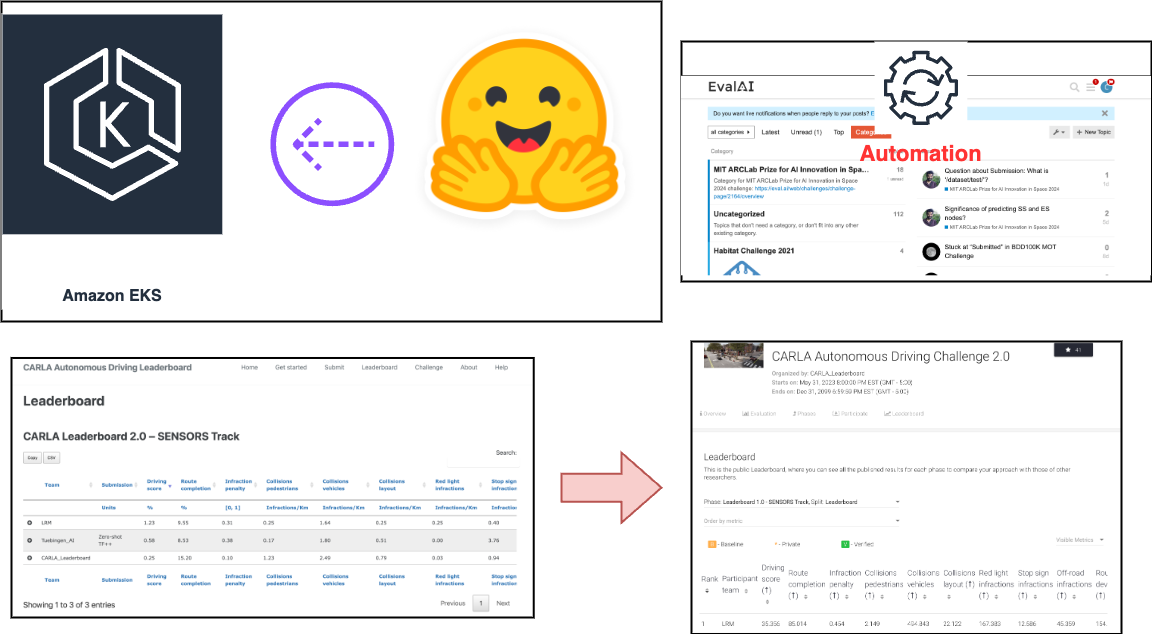 K
Amazon EKS
EvalAI
Do you want live notifications when people reply to your posts? E
all categories
Latest
Unread (1)
Top
Categ
+ New Topic
Automation
Category
MIT ARCLab Prize for AI Innovation in Spa...
18
Category for MIT ARCLab Prize for AI Innovation in Space
2024 challenge: https://eval.ai/web/challenges/challenge-
page/2164/overview
Uncategorized
112
Topics that don't need a category, or don't fit into any other
existing category.
Habitat Challenge 2021
4
Question about Submission: What is
'/dataset/test/'?
MIT ARCLab Prize for AI Innovation in Space 2024
1
1d
Significance of predicting SS and ES
nodes?
MIT ARCLab Prize for AI Innovation in Space 2024
2
Stuck at "Submitted" in BDD100K MOT
Challenge
0
CARLA Autonomous Driving Leaderboard
Home
Get started
Submit
Leaderboard
Challenge
About
Help
Leaderboard
CARLA Leaderboard 2.0 – SENSORS Track
Copy
CSV
Search:
Team Submission Driving score Route completion Infraction penalty Collisions pedestrians Collisions vehicles Collisions layout Red light infractions Stop sign infraction
Units % % [0, 1] Infractions/Km Infractions/Km Infractions/Km Infractions/Km Infraction
LRM 1.23 9.55 0.31 0.25 1.64 0.25 0.25 0.40
Tuebingen_AI Zero-shot TF++ 0.58 8.53 0.38 0.17 1.80 0.51 0.00 3.76
CARLA_Leaderboard 0.25 15.20 0.10 1.23 2.49 0.79 0.03 0.94
Team Submission Driving score Route completion Infraction penalty Collisions pedestrians Collisions vehicles Collisions layout Red light infractions Stop sign infraction
Showing 1 to 3 of 3 entries
Previous
1
Next
CARLA Autonomous Driving Challenge 2.0
41
Organized by: CARLA_Leaderboard
Starts on: May 31, 2023 8:00:00 PM EST (GMT - 5:00)
Ends on: Dec 31, 2099 6:59:59 PM EST (GMT - 5:00)
Overview
Evaluation
Phases
Participate
Leaderboard
Leaderboard
This is the public Leaderboard, where you can see all the published results for each phase to compare your approach with those of other
researchers.
Phase: Leaderboard 1.0 - SENSORS Track, Split: Leaderboard
Order by metric
B - Baseline
* - Private
V - Verified
Visible Metrics
Rank Participant team Driving score (↑) Route completion (↑) Infraction penalty (↑) Collisions pedestrians (↑) Collisions vehicles (↑) Collisions layout (↑) Red light infractions (↑) Stop sign infractions (↑) Off-road infractions (↑) Rou dev (↑)
1 LRM 35.356 85.014 0.454 2.149 494.843 22.122 167.383 12.586 45.359 154.